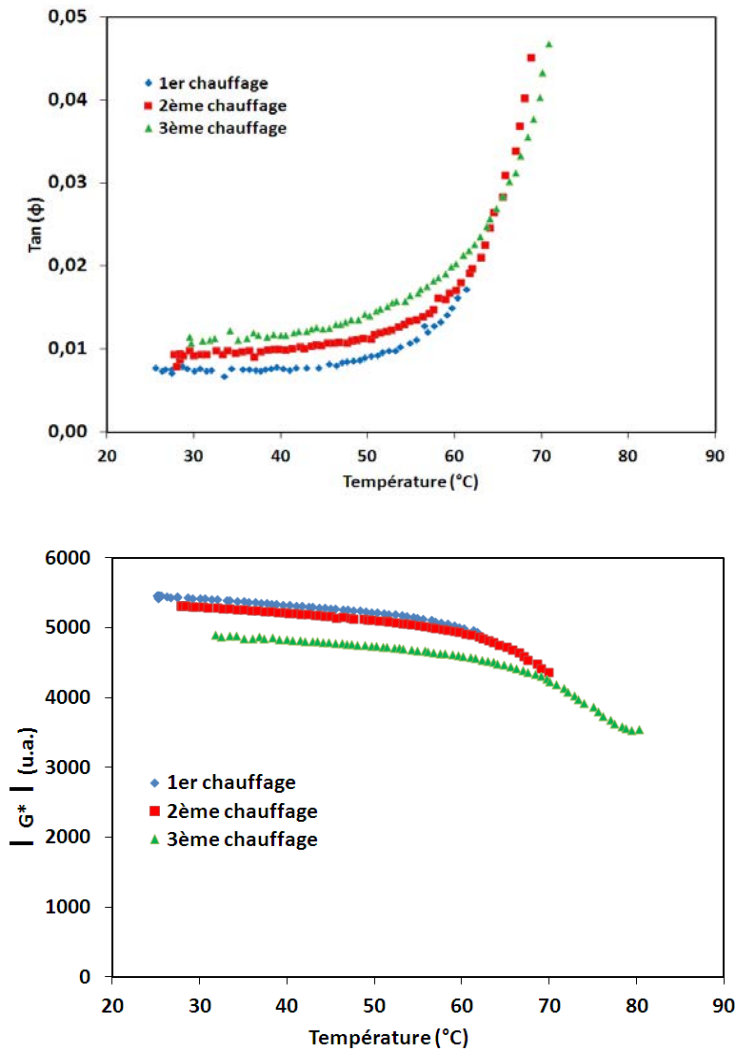 0,05
0,04
0,03
0,02
0,01
0,00
Tan (ϕ)
1er chauffage
2ème chauffage
3ème chauffage
20 30 40 50 60 70 80 90
Température (°C)
6000
5000
4000
3000
2000
1000
0
| G* | (u.a.)
1er chauffage
2ème chauffage
3ème chauffage
20 30 40 50 60 70 80 90
Température (°C)